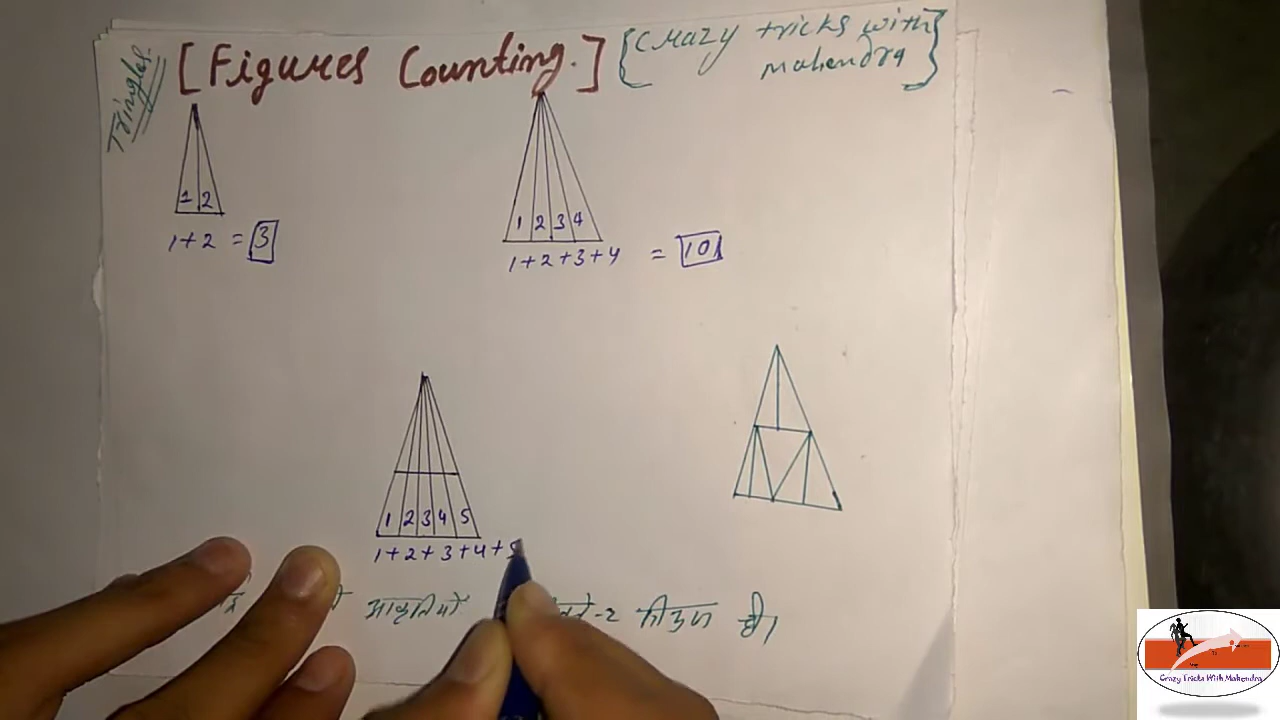 Tringles.
[Figures Counting.] {Crazy tricks with
Mahendra}
1 2
1+2 = 3
1 2 3 4
1+2+3+4 = 10
1 2 3 4 5
1+2+3+4+5
आकृतियों
है।
Crazy Tricks With Mahendra